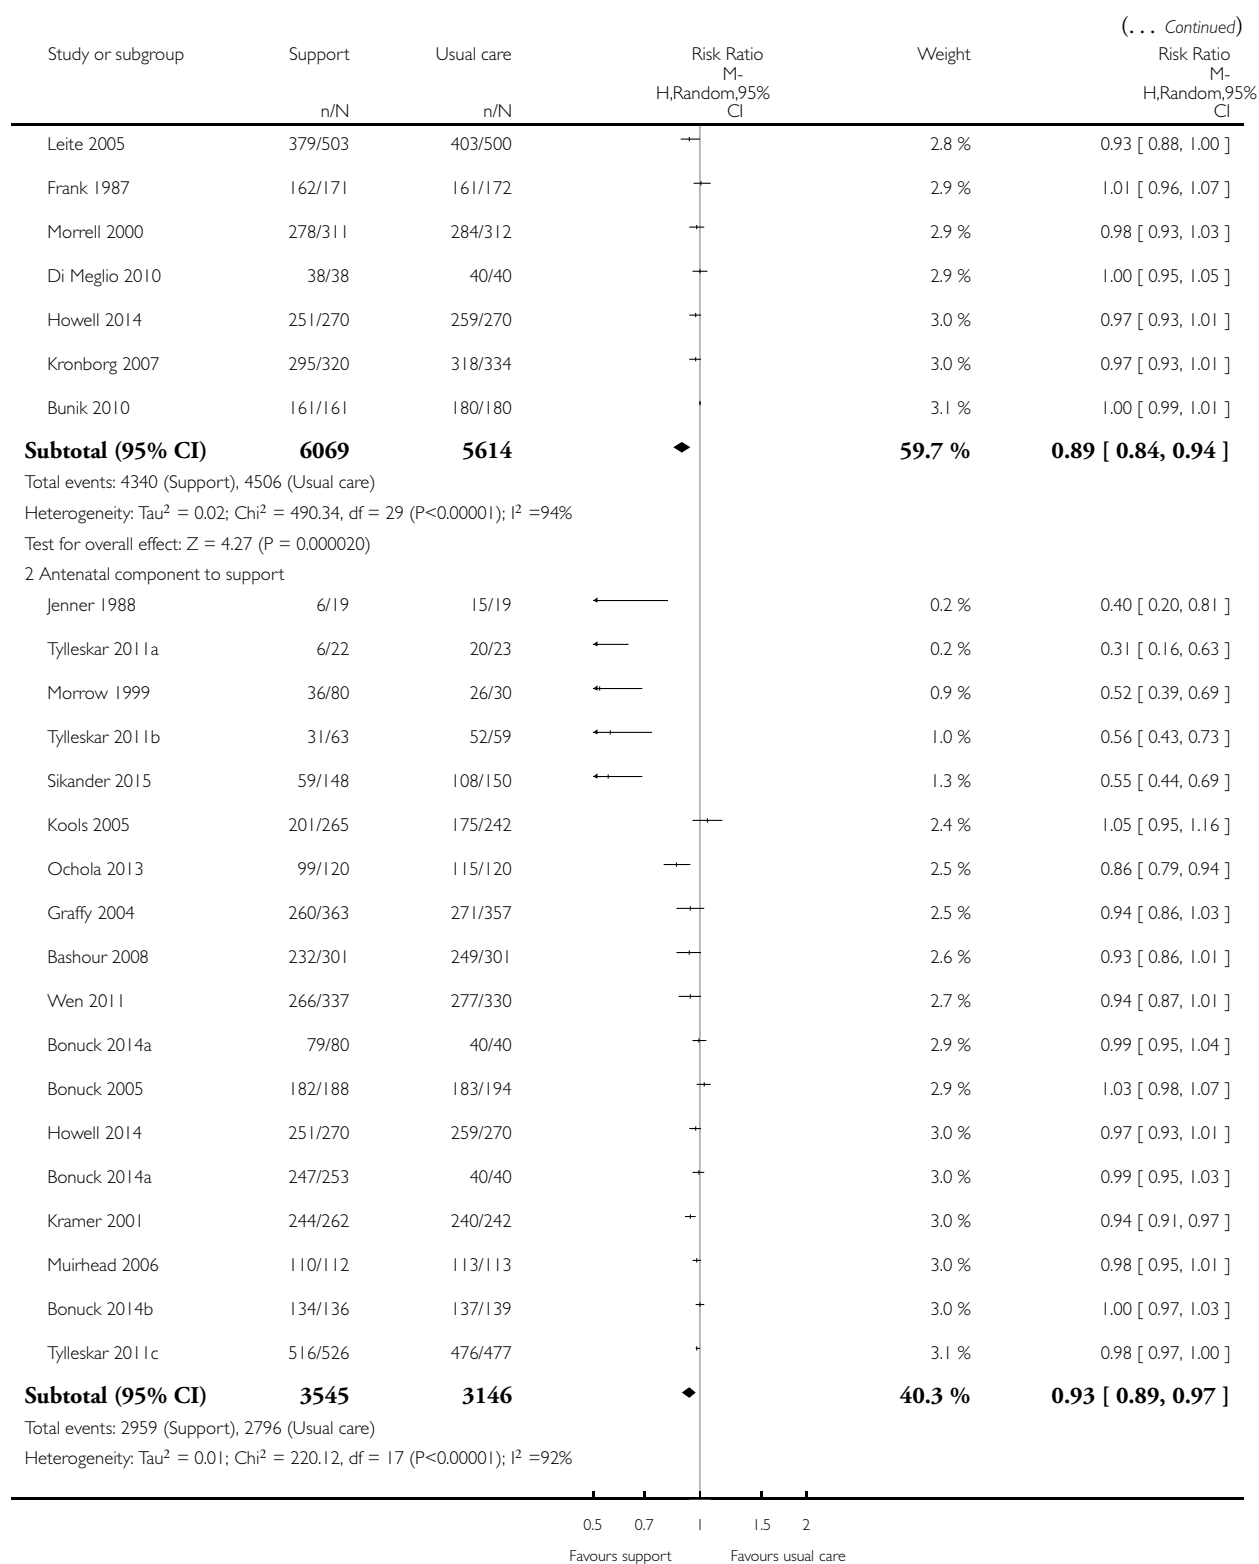 (... Continued)
Study or subgroup Support Usual care Risk Ratio Weight Risk Ratio
M- M-
H,Random,95% H,Random,95%
n/N n/N CI CI
Leite 2005 379/503 403/500 2.8 % 0.93 [ 0.88, 1.00 ]
Frank 1987 162/171 161/172 2.9 % 1.01 [ 0.96, 1.07 ]
Morrell 2000 278/311 284/312 2.9 % 0.98 [ 0.93, 1.03 ]
Di Meglio 2010 38/38 40/40 2.9 % 1.00 [ 0.95, 1.05 ]
Howell 2014 251/270 259/270 3.0 % 0.97 [ 0.93, 1.01 ]
Kronborg 2007 295/320 318/334 3.0 % 0.97 [ 0.93, 1.01 ]
Bunik 2010 161/161 180/180 3.1 % 1.00 [ 0.99, 1.01 ]
Subtotal (95% CI) 6069 5614 59.7 % 0.89 [ 0.84, 0.94 ]
Total events: 4340 (Support), 4506 (Usual care)
Heterogeneity: Tau² = 0.02; Chi² = 490.34, df = 29 (P<0.00001); I² =94%
Test for overall effect: Z = 4.27 (P = 0.000020)
2 Antenatal component to support
Jenner 1988 6/19 15/19 0.2 % 0.40 [ 0.20, 0.81 ]
Tylleskar 2011a 6/22 20/23 0.2 % 0.31 [ 0.16, 0.63 ]
Morrow 1999 36/80 26/30 0.9 % 0.52 [ 0.39, 0.69 ]
Tylleskar 2011b 31/63 52/59 1.0 % 0.56 [ 0.43, 0.73 ]
Sikander 2015 59/148 108/150 1.3 % 0.55 [ 0.44, 0.69 ]
Kools 2005 201/265 175/242 2.4 % 1.05 [ 0.95, 1.16 ]
Ochola 2013 99/120 115/120 2.5 % 0.86 [ 0.79, 0.94 ]
Graffy 2004 260/363 271/357 2.5 % 0.94 [ 0.86, 1.03 ]
Bashour 2008 232/301 249/301 2.6 % 0.93 [ 0.86, 1.01 ]
Wen 2011 266/337 277/330 2.7 % 0.94 [ 0.87, 1.01 ]
Bonuck 2014a 79/80 40/40 2.9 % 0.99 [ 0.95, 1.04 ]
Bonuck 2005 182/188 183/194 2.9 % 1.03 [ 0.98, 1.07 ]
Howell 2014 251/270 259/270 3.0 % 0.97 [ 0.93, 1.01 ]
Bonuck 2014a 247/253 40/40 3.0 % 0.99 [ 0.95, 1.03 ]
Kramer 2001 244/262 240/242 3.0 % 0.94 [ 0.91, 0.97 ]
Muirhead 2006 110/112 113/113 3.0 % 0.98 [ 0.95, 1.01 ]
Bonuck 2014b 134/136 137/139 3.0 % 1.00 [ 0.97, 1.03 ]
Tylleskar 2011c 516/526 476/477 3.1 % 0.98 [ 0.97, 1.00 ]
Subtotal (95% CI) 3545 3146 40.3 % 0.93 [ 0.89, 0.97 ]
Total events: 2959 (Support), 2796 (Usual care)
Heterogeneity: Tau² = 0.01; Chi² = 220.12, df = 17 (P<0.00001); I² =92%
0.5 0.7 1 1.5 2
Favours support Favours usual care